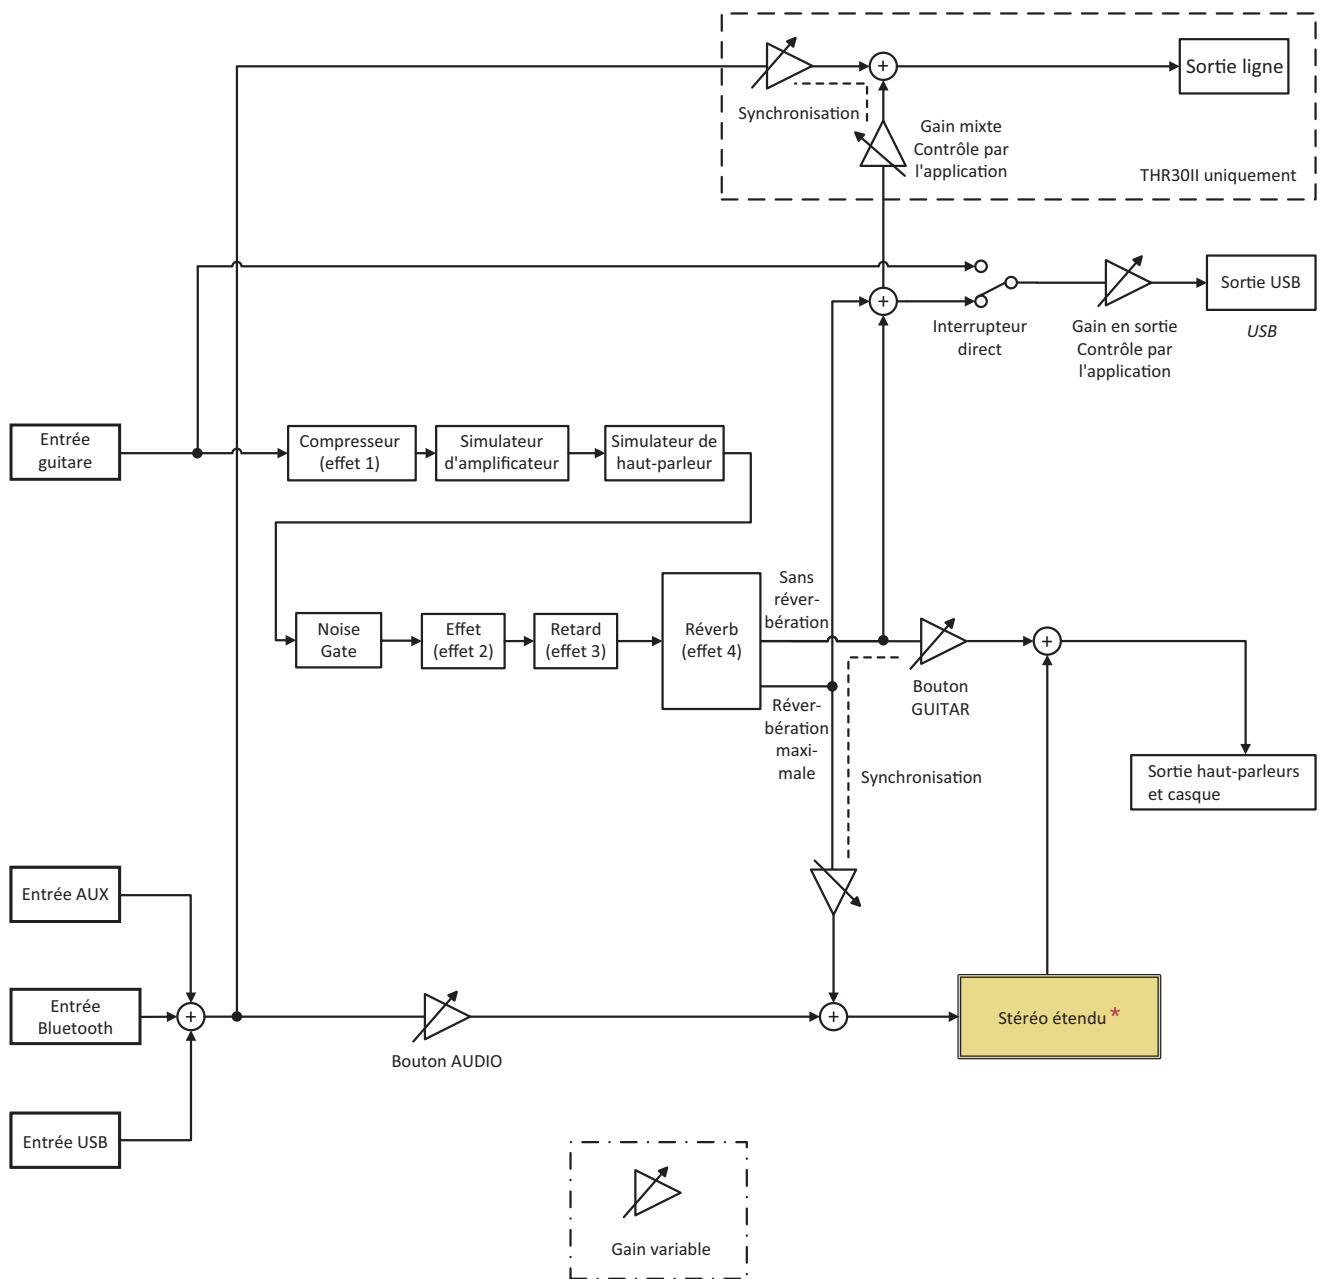 Sortie ligne
Synchronisation
Gain mixte
Contrôle par
l'application
THR30II uniquement
Sortie USB
USB
Interrupteur
direct
Gain en sortie
Contrôle par
l'application
Entrée
guitare
Compresseur
(effet 1)
Simulateur
d'amplificateur
Simulateur de
haut-parleur
Noise
Gate
Effet
(effet 2)
Retard
(effet 3)
Réverb
(effet 4)
Sans
réver-
bération
Réver-
bération
maxi-
male
Bouton
GUITAR
Synchronisation
Sortie haut-parleurs
et casque
Entrée AUX
Entrée
Bluetooth
Entrée USB
Bouton AUDIO
Stéréo étendu *
Gain variable